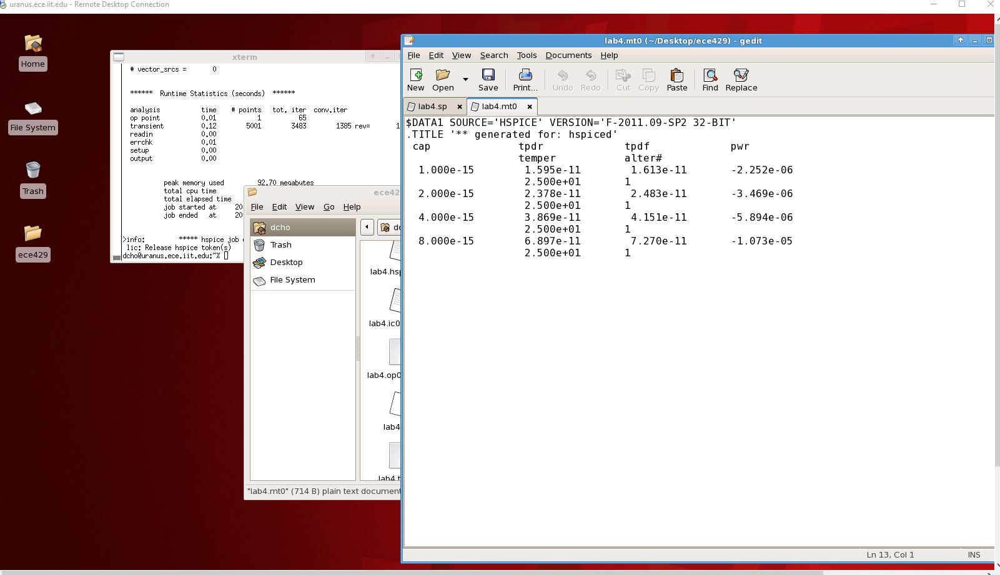 uranus.ece.iit.edu - Remote Desktop Connection
Home
File System
Trash
ece429
xterm
# vector_srcs = 0
****** Runtime Statistics (seconds) ******
analysis time # points tot. iter conv.iter
op point 0.01 1 65
transient 0.12 5001 3483 1385 rev= 1
readin 0.00
errchk 0.01
setup 0.00
output 0.00
peak memory used 92.70 megabytes
total cpu time
total elapsed time
job started at 20
job ended at 20
>info: ***** hspice job
lic: Release hspice token(s)
dcho@uranus.ece.iit.edu:~%
ece42
File Edit View Go Help
dcho
Trash
Desktop
File System
lab4.hsp
lab4.ic0
lab4.op0
lab4
lab4.t
"lab4.mt0" (714 B) plain text document
lab4.mt0 (~/Desktop/ece429) - gedit
File Edit View Search Tools Documents Help
New Open Save Print... Undo Redo Cut Copy Paste Find Replace
lab4.sp lab4.mt0
$DATA1 SOURCE='HSPICE' VERSION='F-2011.09-SP2 32-BIT'
.TITLE '** generated for: hspiced'
cap tpdr tpdf pwr
temper alter#
1.000e-15 1.595e-11 1.613e-11 -2.252e-06
2.500e+01 1
2.000e-15 2.378e-11 2.483e-11 -3.469e-06
2.500e+01 1
4.000e-15 3.869e-11 4.151e-11 -5.894e-06
2.500e+01 1
8.000e-15 6.897e-11 7.270e-11 -1.073e-05
2.500e+01 1
Ln 13, Col 1 INS